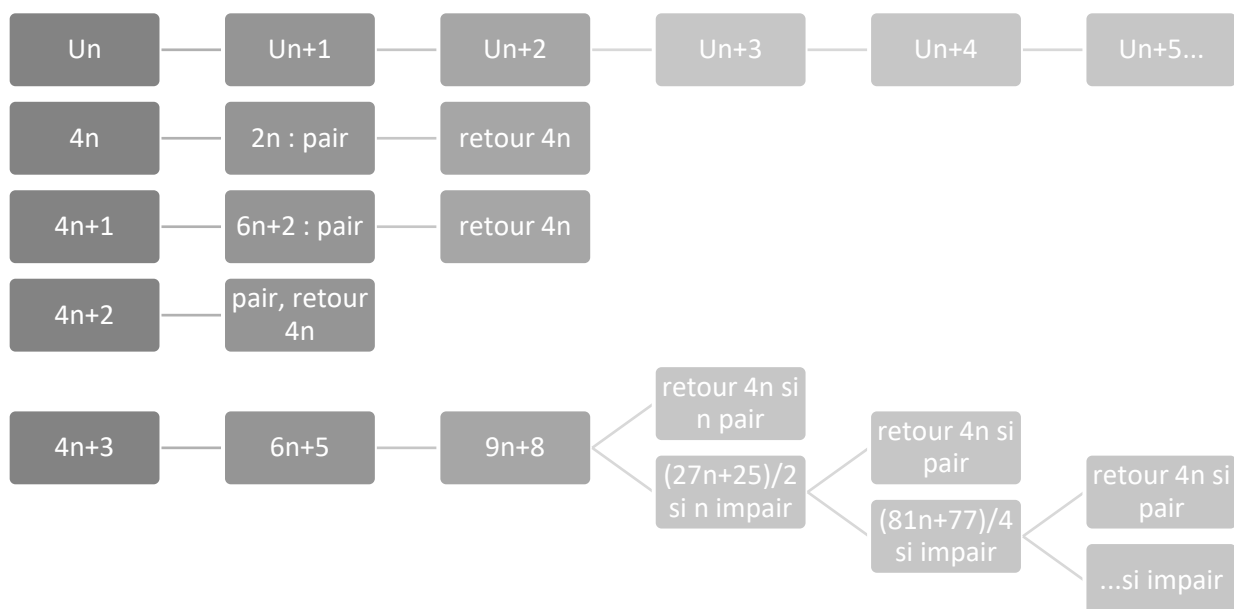 Un
Un+1
Un+2
Un+3
Un+4
Un+5...
4n
2n : pair
retour 4n
4n+1
6n+2 : pair
retour 4n
4n+2
pair, retour
4n
4n+3
6n+5
9n+8
retour 4n si
n pair
(27n+25)/2
si n impair
retour 4n si
pair
(81n+77)/4
si impair
retour 4n si
pair
...si impair